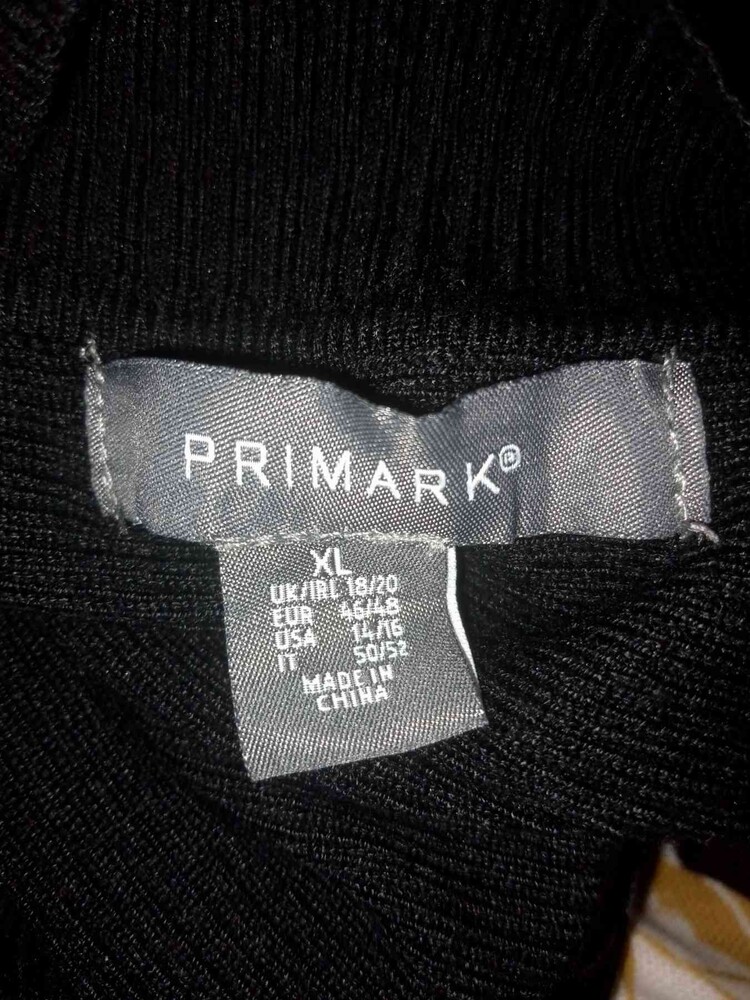 PRIMARK®
XL
UK/IRL 18/20
EUR 46/48
USA 14/16
IT 50/52
MADE IN
CHINA